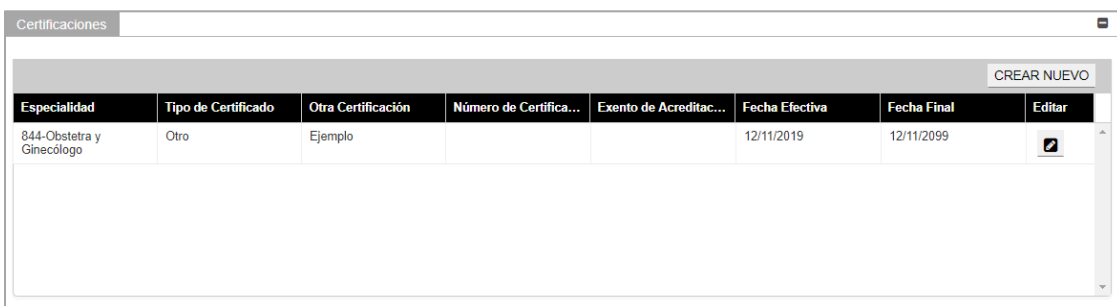 Certificaciones
CREAR NUEVO
Especialidad Tipo de Certificado Otra Certificación Número de Certifica... Exento de Acreditac... Fecha Efectiva Fecha Final Editar
844-Obstetra y Otro Ejemplo 12/11/2019 12/11/2099
Ginecólogo